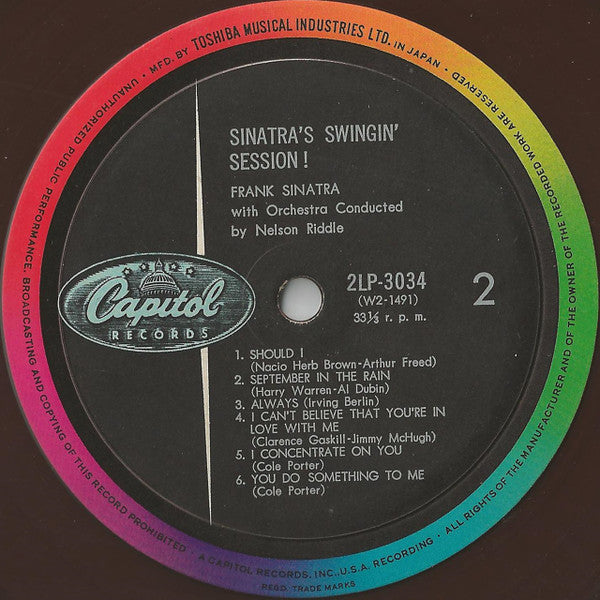 UNAUTHORIZED PUBLIC PERFORMANCE, BROADCASTING AND COPYING OF THIS RECORD PROHIBITED • MFD. BY TOSHIBA MUSICAL INDUSTRIES LTD. IN JAPAN • ALL RIGHTS OF THE MANUFACTURER AND OF THE OWNER OF THE RECORDED WORK ARE RESERVED
SINATRA'S SWINGIN'
SESSION !
FRANK SINATRA
with Orchestra Conducted
by Nelson Riddle
Capitol
RECORDS
2LP-3034
(W2-1491)
33⅓ r. p. m.
2
1. SHOULD I
(Nacio Herb Brown-Arthur Freed)
2. SEPTEMBER IN THE RAIN
(Harry Warren-Al Dubin)
3. ALWAYS (Irving Berlin)
4. I CAN'T BELIEVE THAT YOU'RE IN
LOVE WITH ME
(Clarence Gaskill-Jimmy McHugh)
5. I CONCENTRATE ON YOU
(Cole Porter)
6. YOU DO SOMETHING TO ME
(Cole Porter)
A CAPITOL RECORDS, INC., U.S.A. RECORDING •
REGD. TRADE MARKS